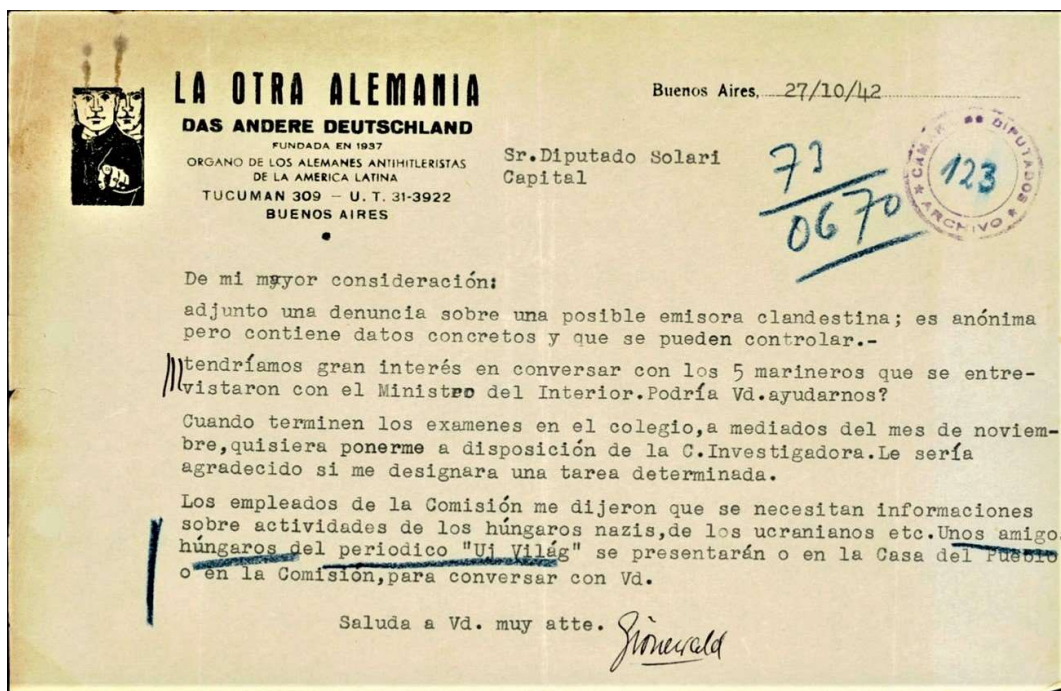 LA OTRA ALEMANIA
DAS ANDERE DEUTSCHLAND
FUNDADA EN 1937
ORGANO DE LOS ALEMANES ANTIHITLERISTAS
DE LA AMERICA LATINA
TUCUMAN 309 — U. T. 31-3922
BUENOS AIRES
Buenos Aires, 27/10/42
Sr.Diputado Solari
Capital
73
0670
CAMARA DIPUTADOS
123
ARCHIVO
De mi mayor consideración:
adjunto una denuncia sobre una posible emisora clandestina; es anónima
pero contiene datos concretos y que se pueden controlar.-
tendríamos gran interés en conversar con los 5 marineros que se entre-
vistaron con el Ministro del Interior.Podría Vd.ayudarnos?
Cuando terminen los examenes en el colegio,a mediados del mes de noviem-
bre,quisiera ponerme a disposición de la C.Investigadora.Le sería
agradecido si me designara una tarea determinada.
Los empleados de la Comisión me dijeron que se necesitan informaciones
sobre actividades de los húngaros nazis,de los ucranianos etc.Unos amigo
húngaros del periodico "Uj Világ" se presentarán o en la Casa del Pueblo
o en la Comisión,para conversar con Vd.
Saluda a Vd. muy atte.